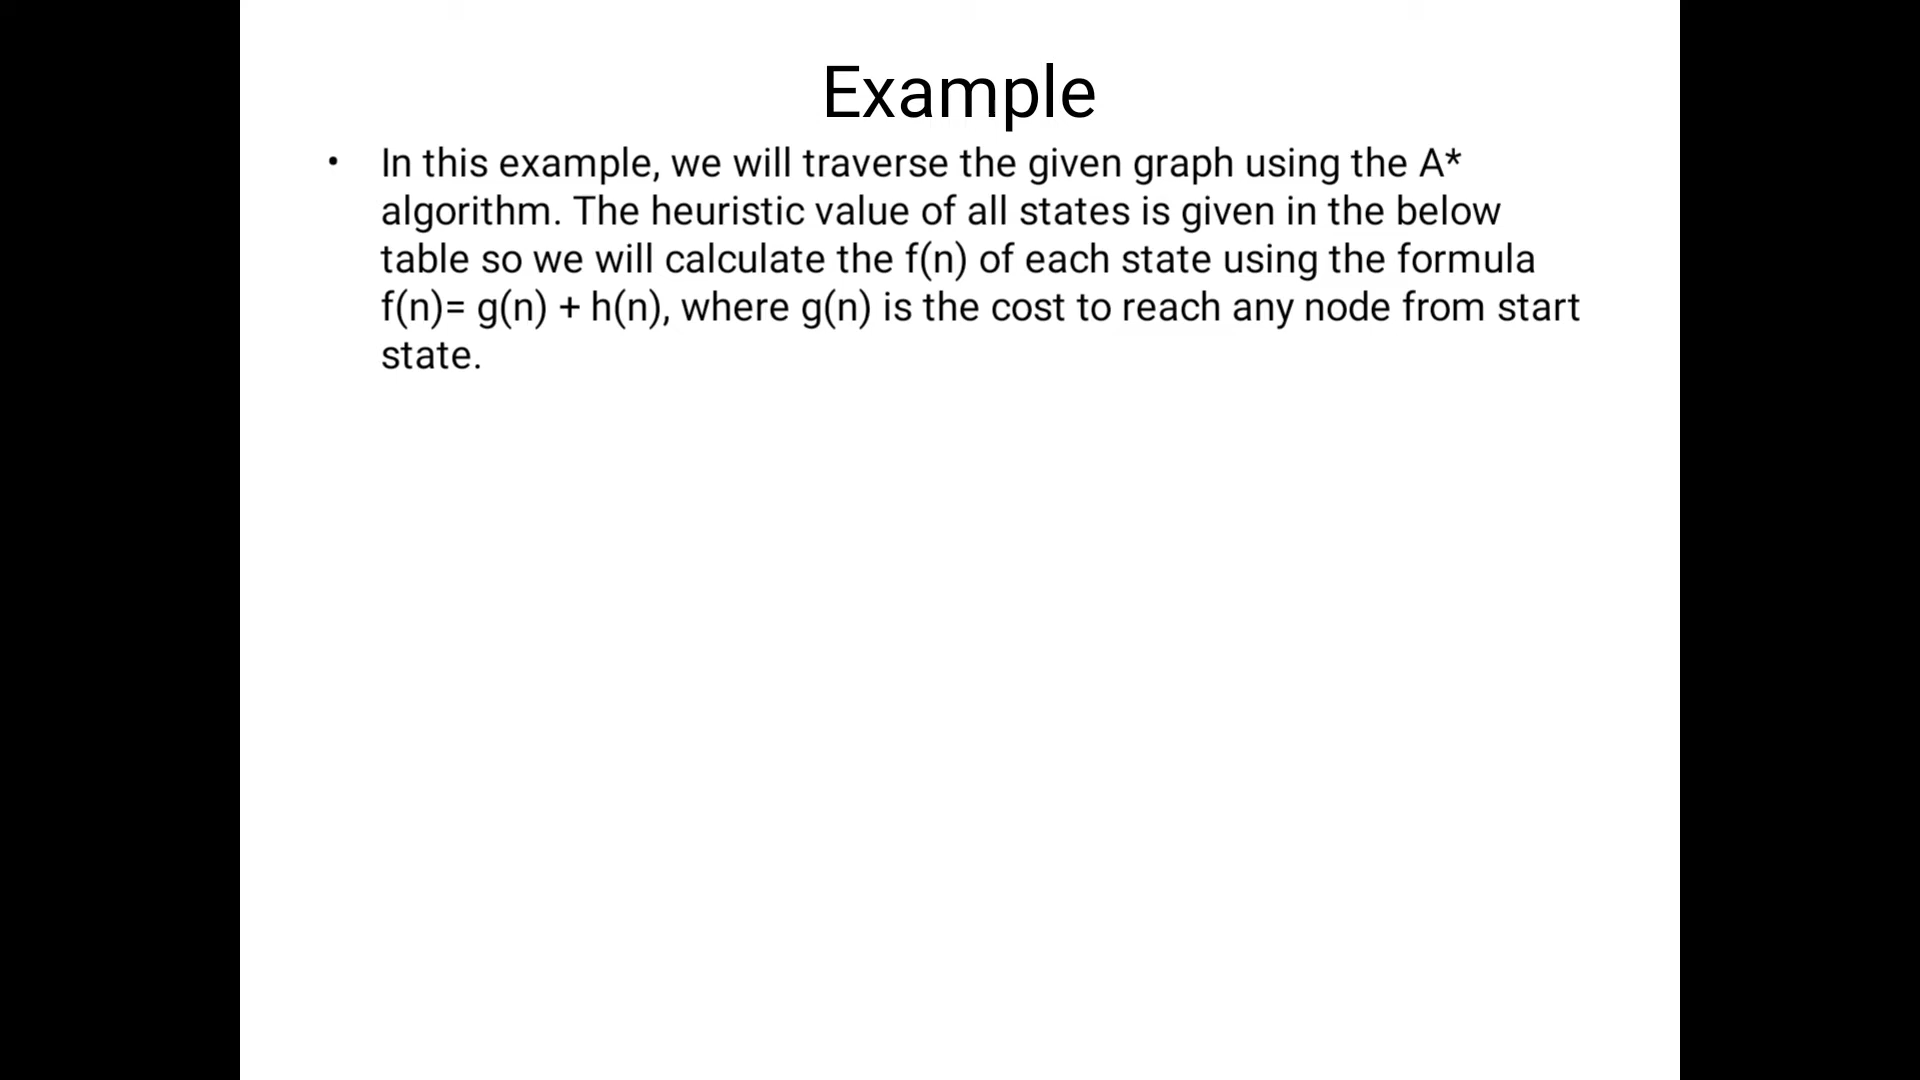 Example
• In this example, we will traverse the given graph using the A*
algorithm. The heuristic value of all states is given in the below
table so we will calculate the f(n) of each state using the formula
f(n)= g(n) + h(n), where g(n) is the cost to reach any node from start
state.